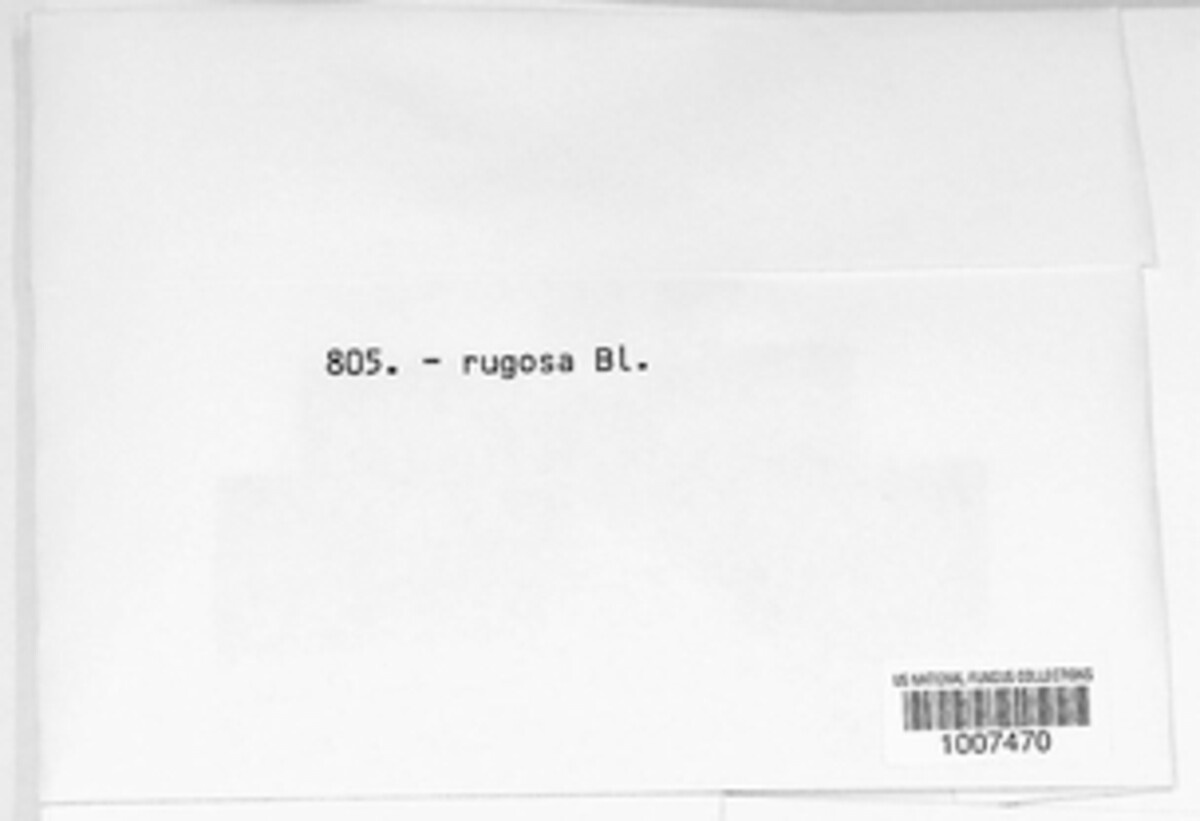 805. - rugosa Bl.
US NATIONAL FUNGUS COLLECTIONS
1007470